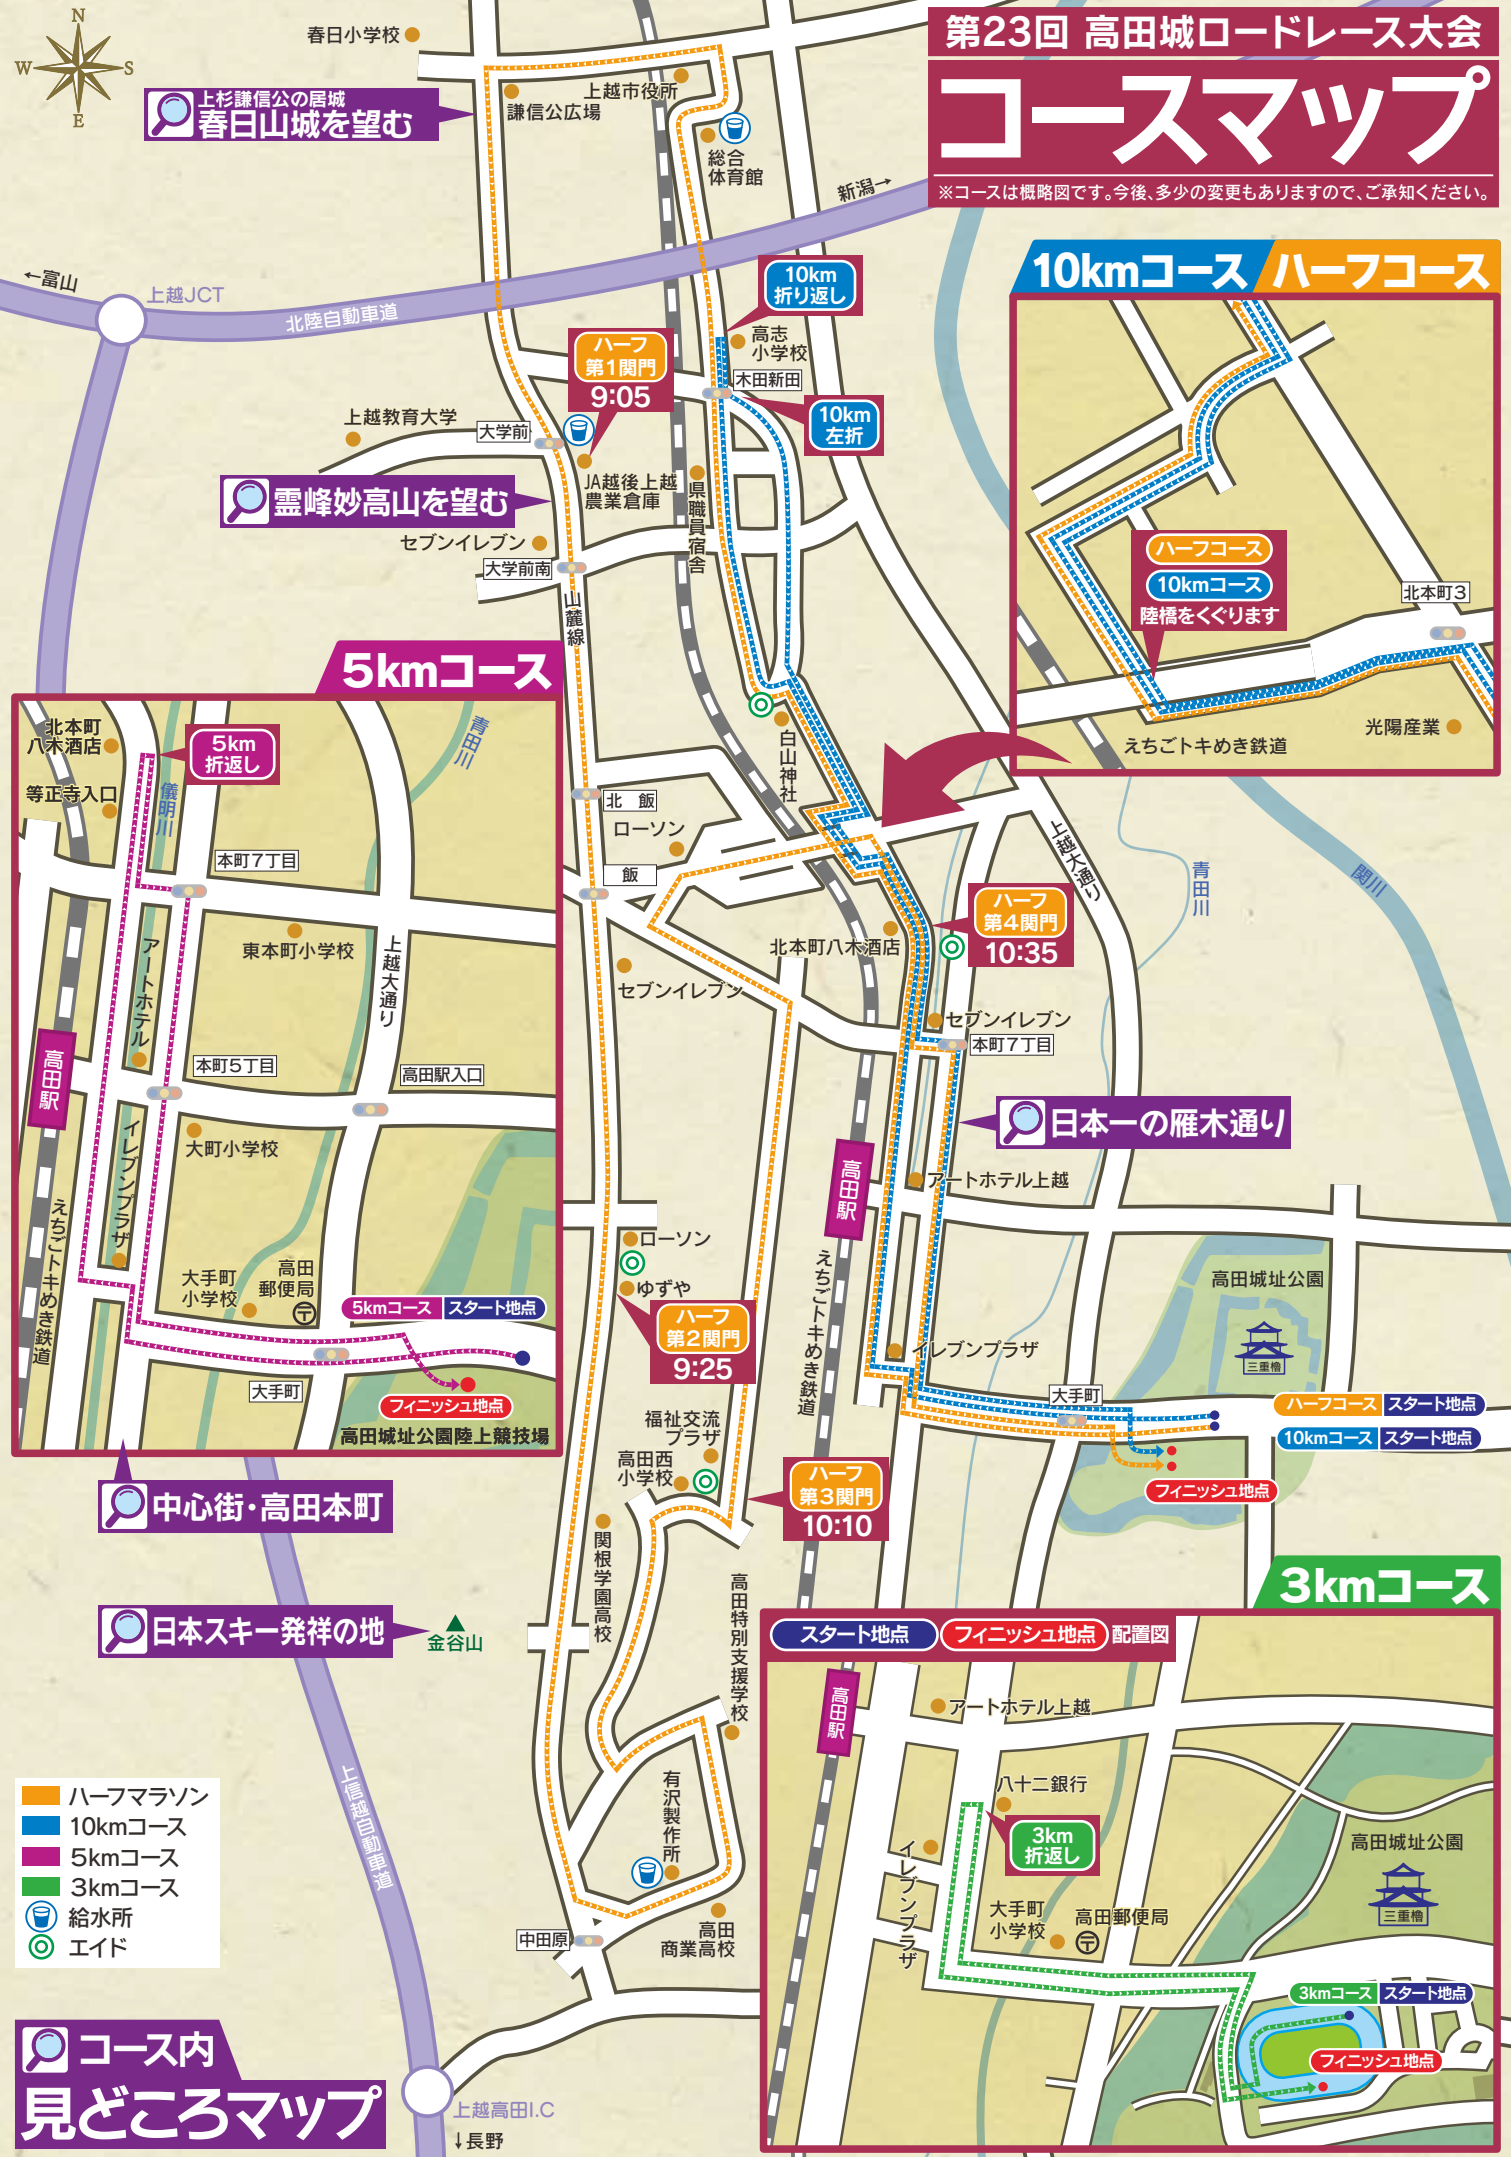 第23回 高田城ロードレース大会
コースマップ
※コースは概略図です。今後、多少の変更もありますので、ご承知ください。
N
W
S
E
春日小学校
上杉謙信公の居城
春日山城を望む
謙信公広場
上越市役所
総合
体育館
新潟→
←富山
上越JCT
北陸自動車道
10km
折り返し
高志
小学校
木田新田
10km
左折
ハーフ
第1関門
9:05
上越教育大学
大学前
JA越後上越
農業倉庫
県職員宿舎
霊峰妙高山を望む
セブンイレブン
大学前南
山麓線
白山神社
10kmコース
ハーフコース
ハーフコース
10kmコース
陸橋をくぐります
北本町3
光陽産業
えちごトキめき鉄道
5kmコース
北本町
八木酒店
5km
折返し
青田川
等正寺入口
儀明川
本町7丁目
東本町小学校
アートホテル
上越大通り
高田駅
本町5丁目
高田駅入口
大町小学校
イレブンプラザ
えちごトキめき鉄道
大手町
小学校
高田
郵便局
5kmコース
スタート地点
大手町
フィニッシュ地点
高田城址公園陸上競技場
北 飯
ローソン
飯
セブンイレブン
北本町八木酒店
ハーフ
第4関門
10:35
上越大通り
青田川
関川
セブンイレブン
本町7丁目
日本一の雁木通り
高田駅
アートホテル上越
えちごトキめき鉄道
ローソン
ゆずや
ハーフ
第2関門
9:25
イレブンプラザ
高田城址公園
三重櫓
大手町
ハーフコース
スタート地点
10kmコース
スタート地点
フィニッシュ地点
福祉交流
プラザ
高田西
小学校
ハーフ
第3関門
10:10
中心街・高田本町
日本スキー発祥の地
金谷山
関根学園高校
高田特別支援学校
有沢製作所
高田
商業高校
中田原
上信越自動車道
上越高田I.C
↓長野
ハーフマラソン
10kmコース
5kmコース
3kmコース
給水所
エイド
コース内
見どころマップ
3kmコース
スタート地点
フィニッシュ地点
配置図
高田駅
アートホテル上越
八十二銀行
3km
折返し
イレブンプラザ
大手町
小学校
高田郵便局
高田城址公園
三重櫓
3kmコース
スタート地点
フィニッシュ地点